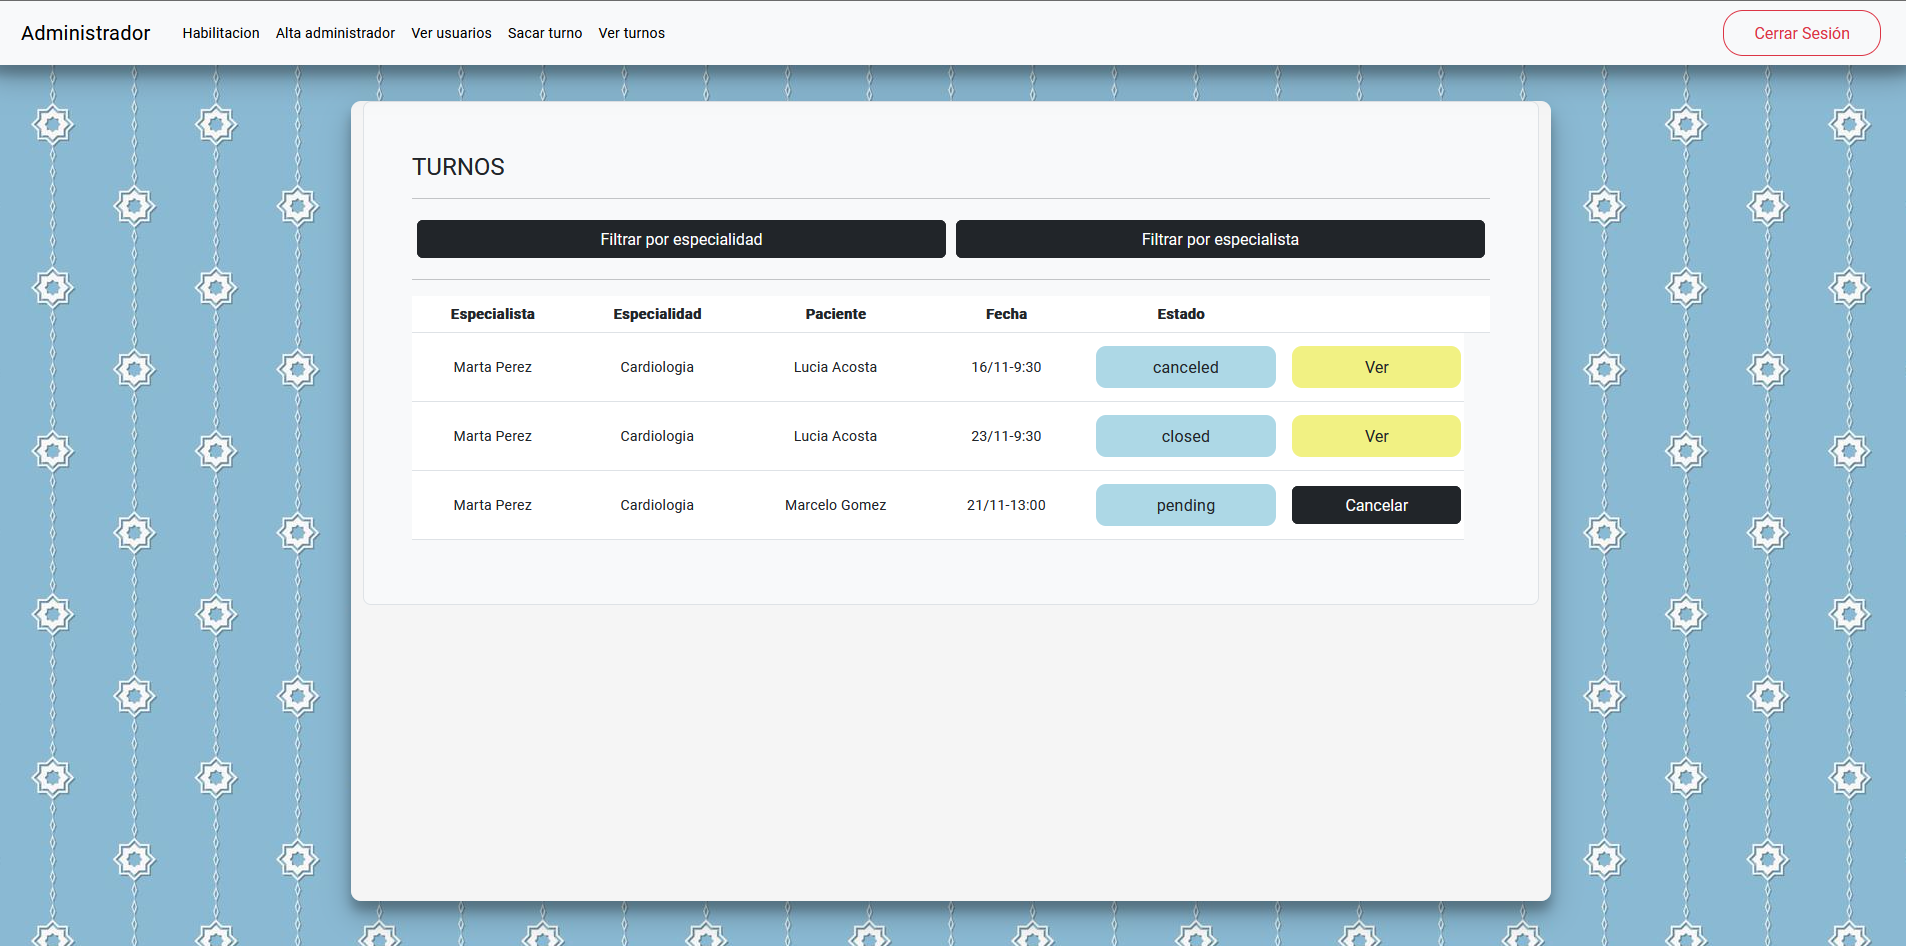 Administrador Habilitacion Alta administrador Ver usuarios Sacar turno Ver turnos Cerrar Sesión
TURNOS
Filtrar por especialidad Filtrar por especialista
Especialista Especialidad Paciente Fecha Estado
Marta Perez Cardiologia Lucia Acosta 16/11-9:30 canceled Ver
Marta Perez Cardiologia Lucia Acosta 23/11-9:30 closed Ver
Marta Perez Cardiologia Marcelo Gomez 21/11-13:00 pending Cancelar